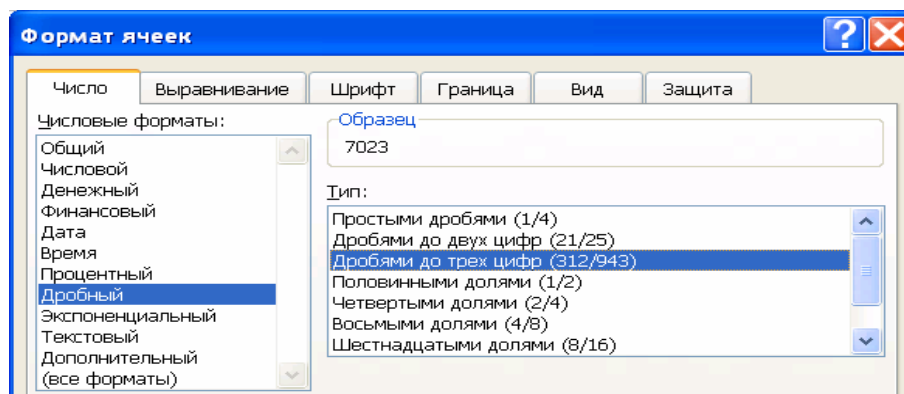 Формат ячеек
Число
Выравнивание
Шрифт
Граница
Вид
Защита
Числовые форматы:
Общий
Числовой
Денежный
Финансовый
Дата
Время
Процентный
Дробный
Экспоненциальный
Текстовый
Дополнительный
(все форматы)
Образец
7023
Тип:
Простыми дробями (1/4)
Дробями до двух цифр (21/25)
Дробями до трех цифр (312/943)
Половинными долями (1/2)
Четвертыми долями (2/4)
Восьмыми долями (4/8)
Шестнадцатыми долями (8/16)